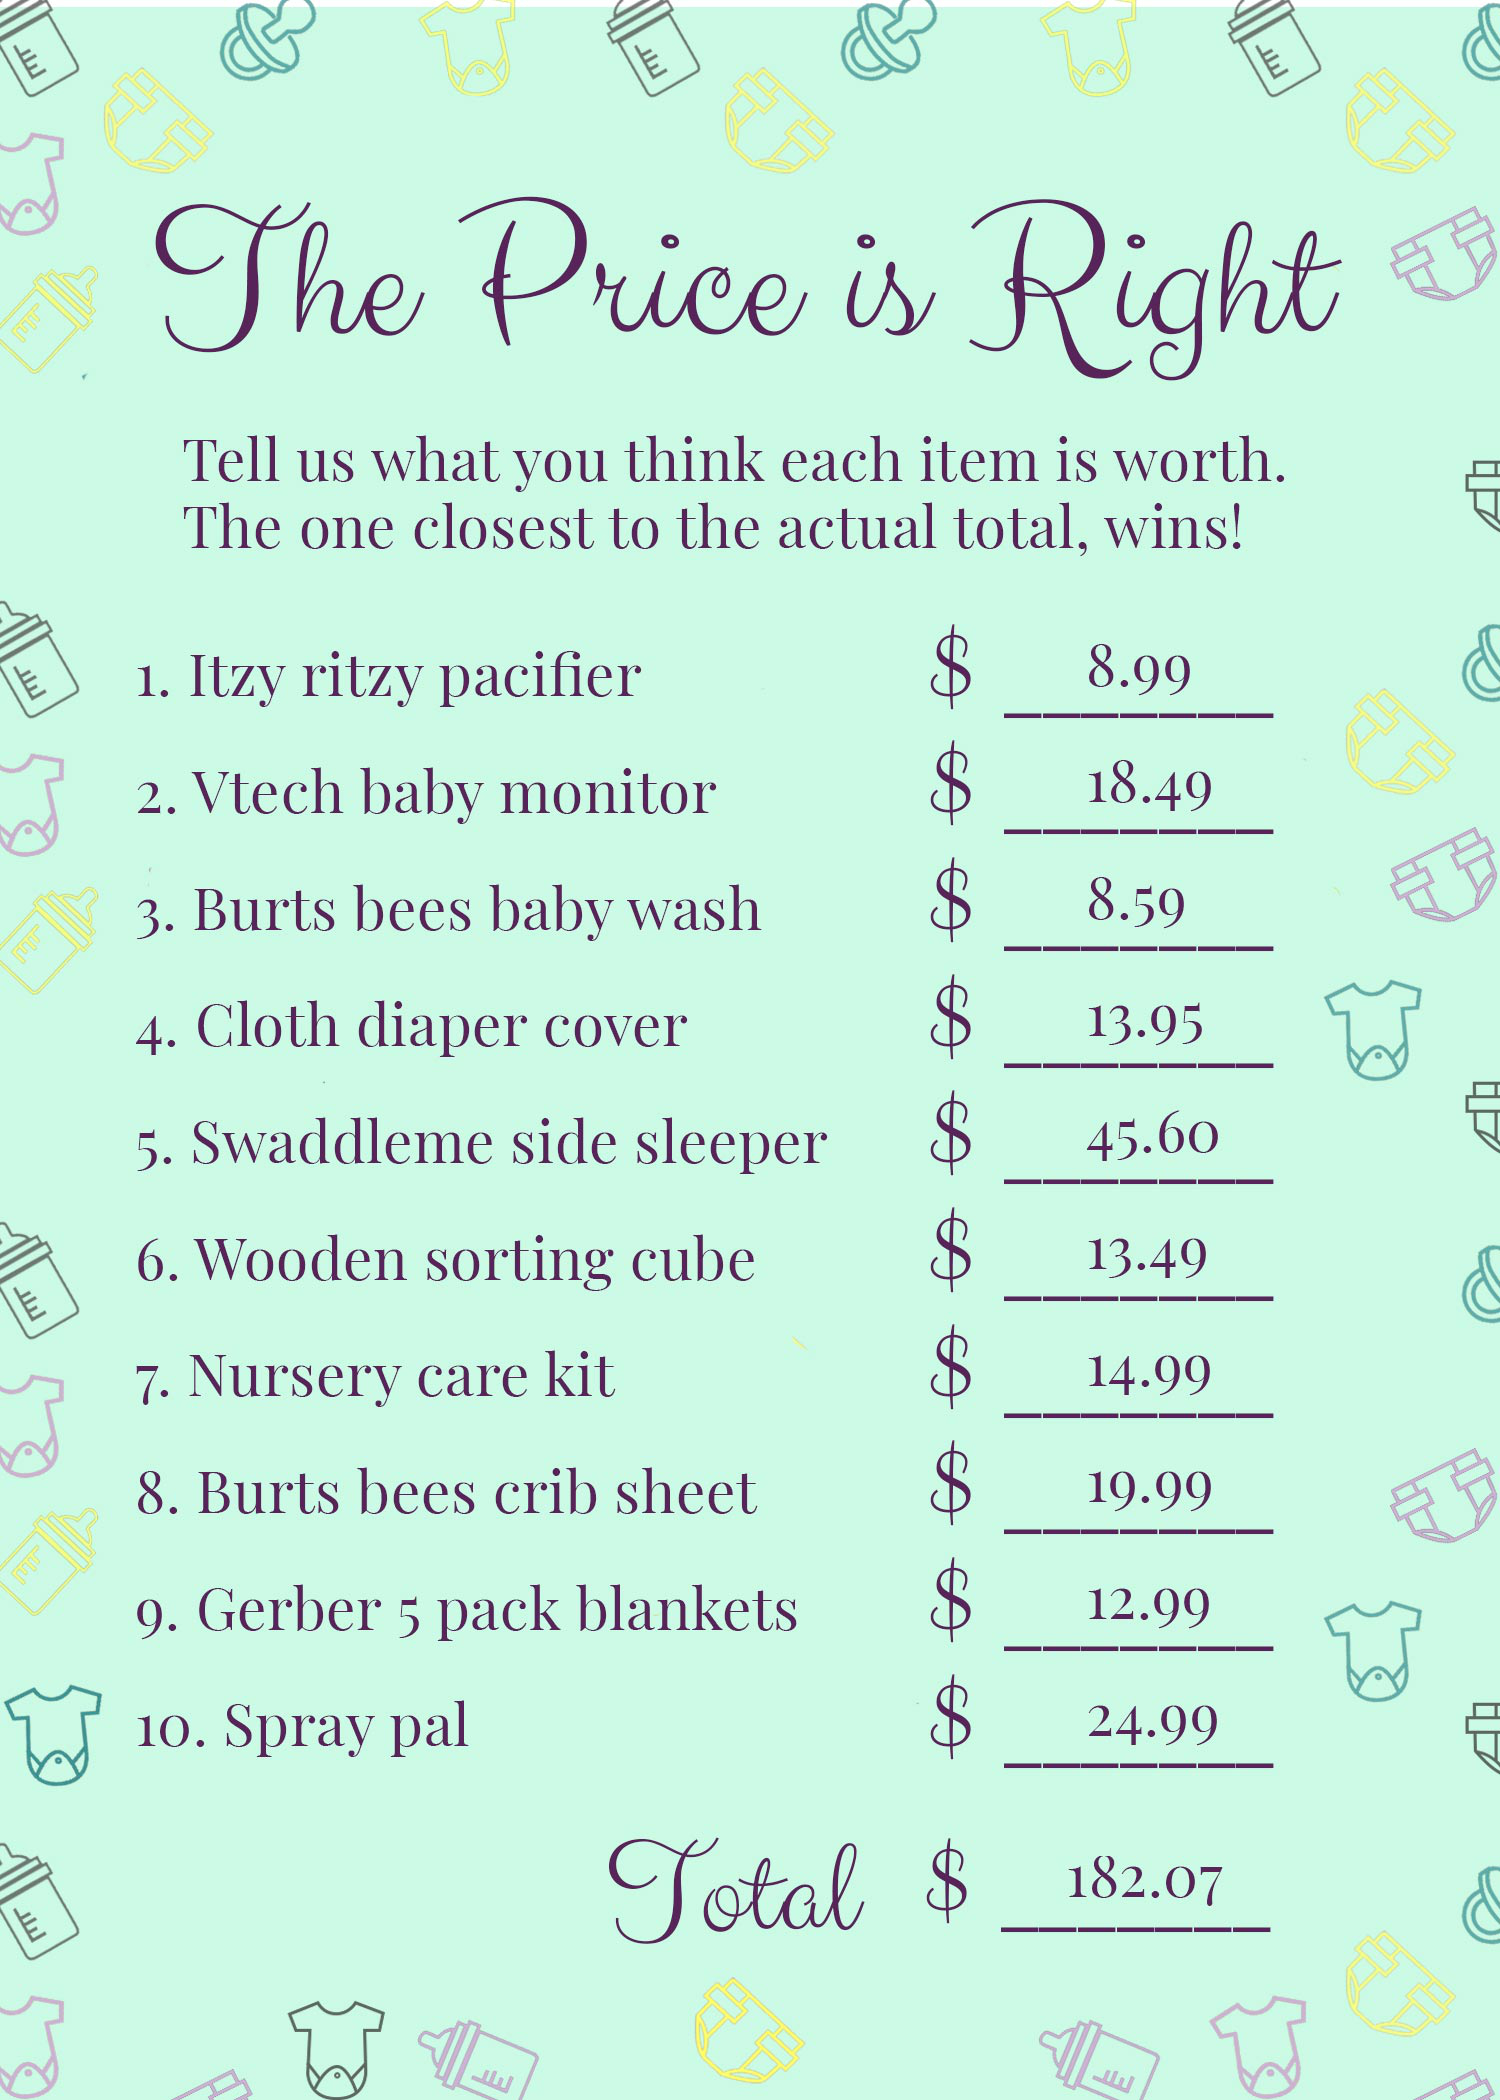 The Price is Right
Tell us what you think each item is worth.
The one closest to the actual total, wins!
1. Itzy ritzy pacifier $ 8.99
2. Vtech baby monitor $ 18.49
3. Burts bees baby wash $ 8.59
4. Cloth diaper cover $ 13.95
5. Swaddleme side sleeper $ 45.60
6. Wooden sorting cube $ 13.49
7. Nursery care kit $ 14.99
8. Burts bees crib sheet $ 19.99
9. Gerber 5 pack blankets $ 12.99
10. Spray pal $ 24.99
Total $ 182.07